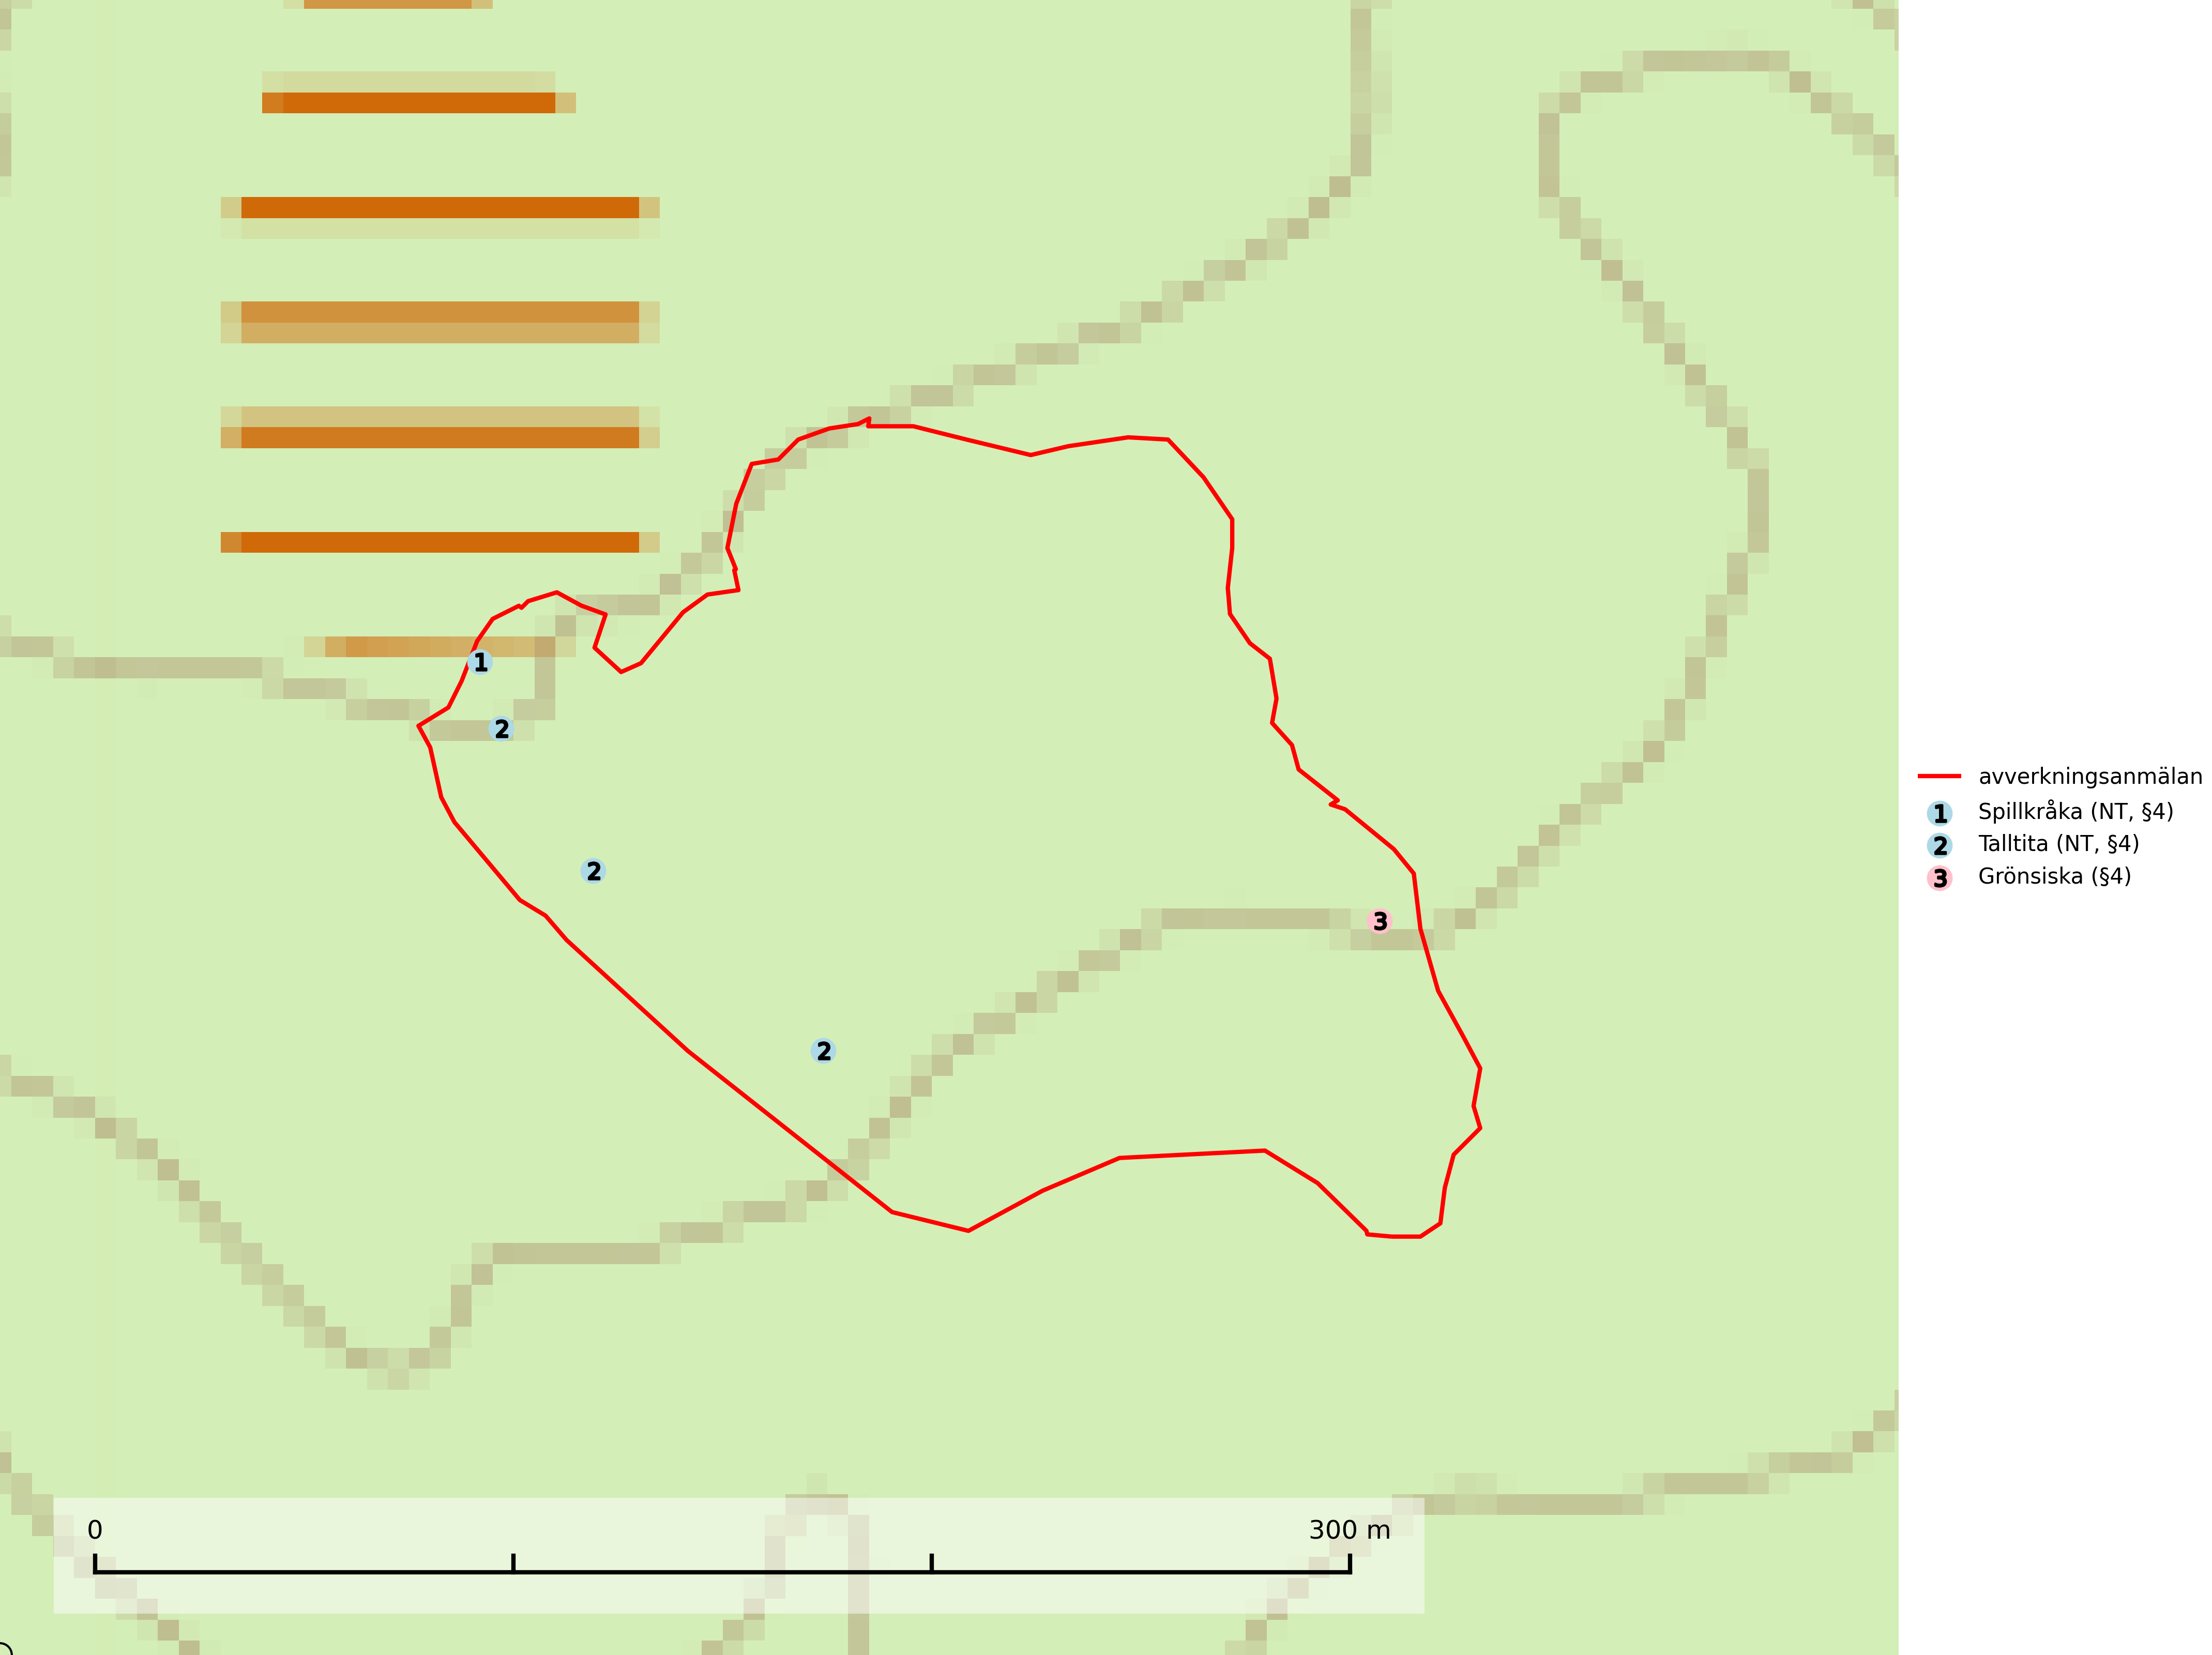 1
2
2
3
2
avverkningsanmälan
1 Spillkråka (NT, §4)
2 Talltita (NT, §4)
3 Grönsiska (§4)
0 300 m